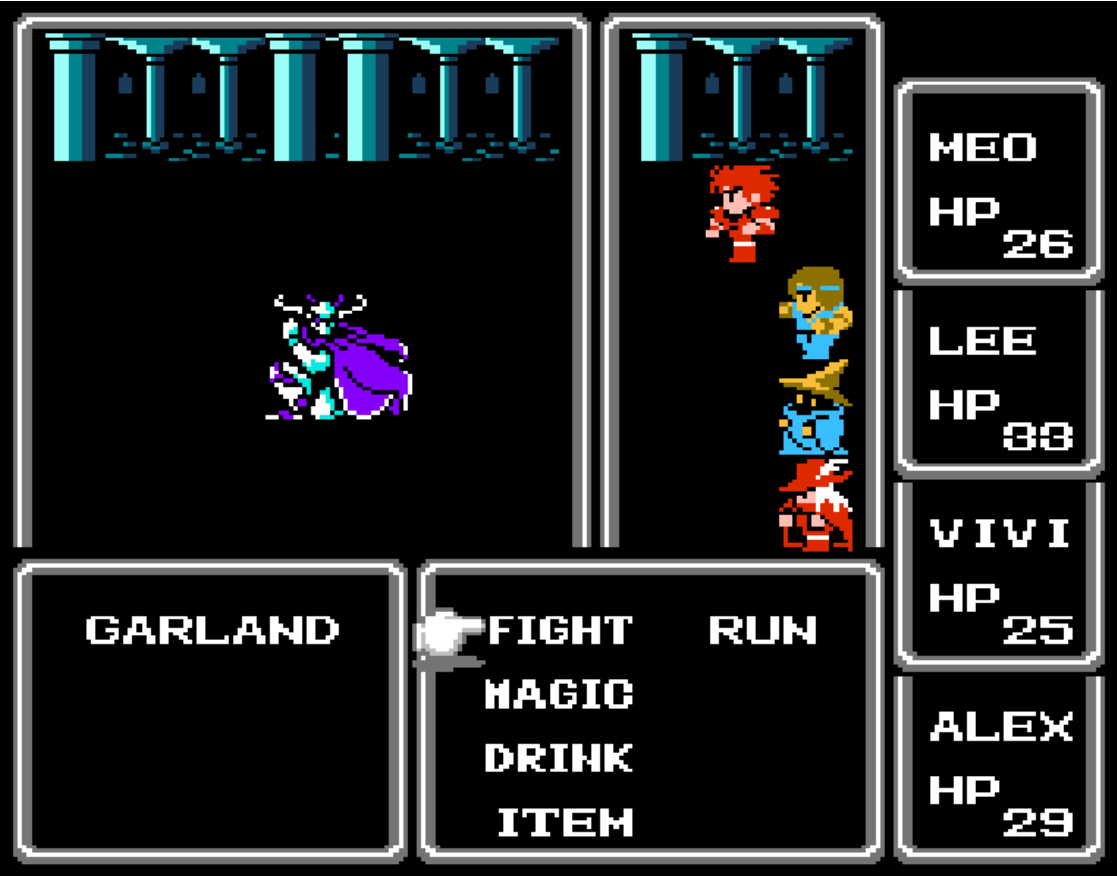 MEO
HP
26
LEE
HP
33
VIVI
HP
25
ALEX
HP
29
GARLAND
FIGHT RUN
MAGIC
DRINK
ITEM